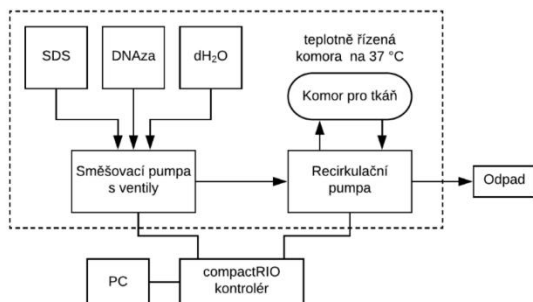 SDS
DNAza
dH₂O
teplotně řízená
komora na 37 °C
Komor pro tkáň
Směšovací pumpa
s ventily
Recirkulační
pumpa
Odpad
PC
compactRIO
kontrolér